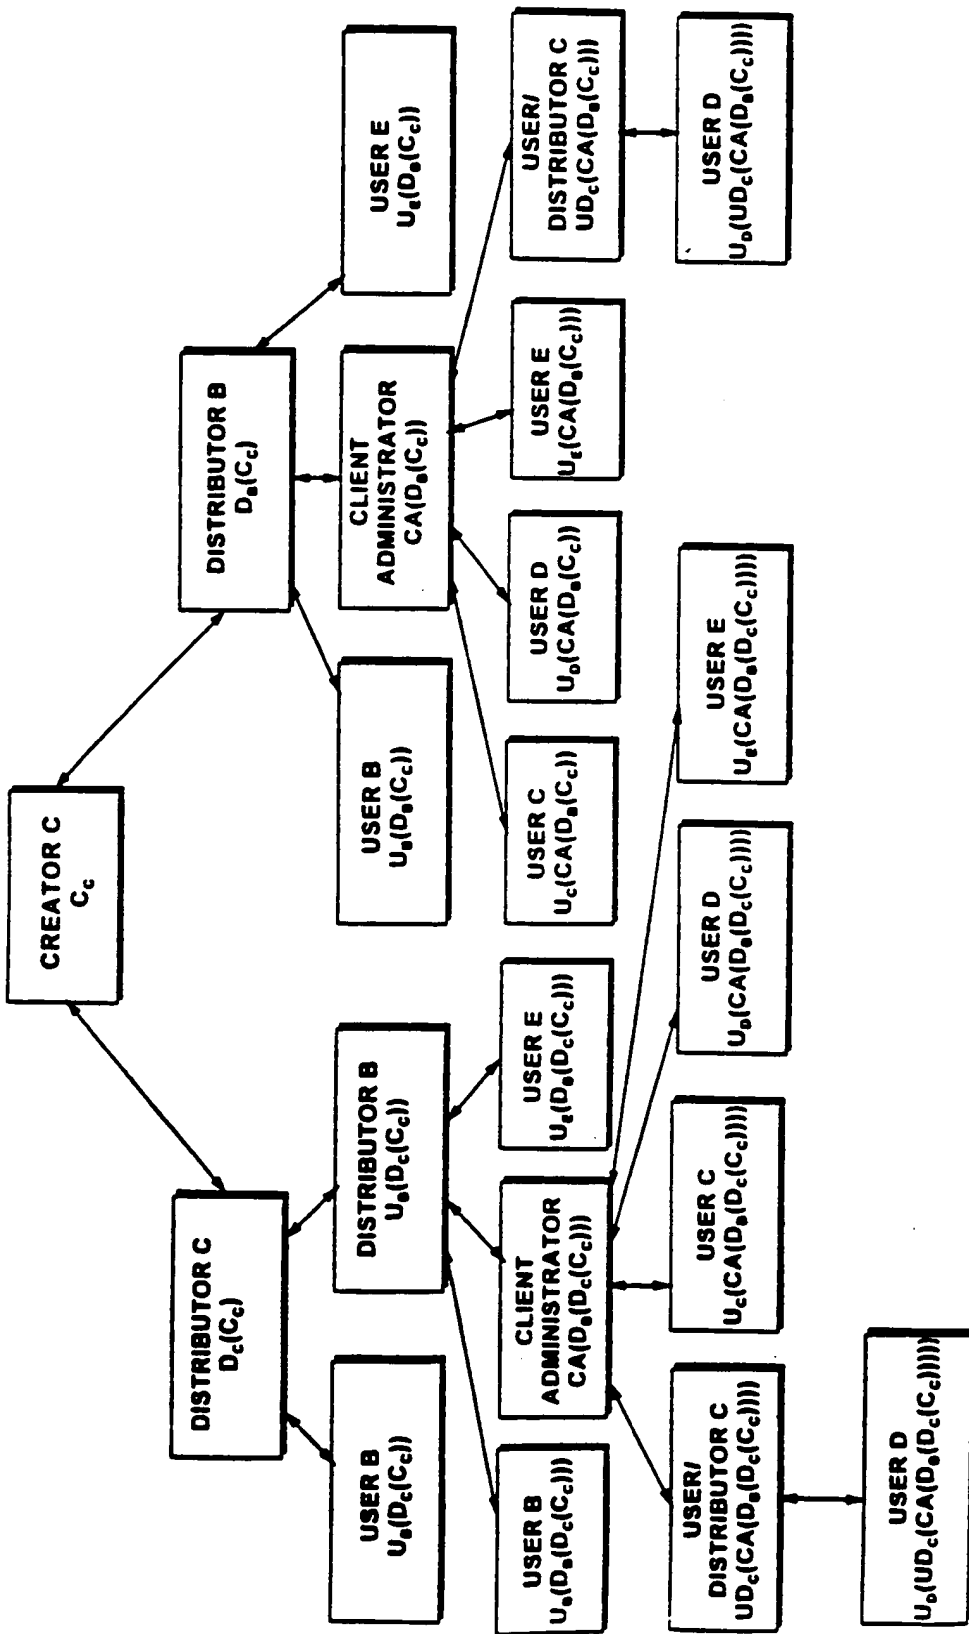 CREATOR C
C_C
DISTRIBUTOR C
D_C(C_C)
DISTRIBUTOR B
D_B(C_C)
USER B
U_B(D_C(C_C))
DISTRIBUTOR B
U_B(D_C(C_C))
USER B
U_B(D_B(C_C))
CLIENT
ADMINISTRATOR
CA(D_B(C_C))
USER E
U_E(D_B(C_C))
USER B
U_B(D_B(D_C(C_C)))
CLIENT
ADMINISTRATOR
CA(D_B(D_C(C_C)))
USER E
U_E(D_B(D_C(C_C)))
USER C
U_C(CA(D_B(C_C))
USER D
U_D(CA(D_B(C_C))
USER E
U_E(CA(D_B(C_C)))
USER/
DISTRIBUTOR C
UD_C(CA(D_B(C_C)))
USER/
DISTRIBUTOR C
UD_C(CA(D_B(D_C(C_C))))
USER C
U_C(CA(D_B(D_C(C_C))))
USER D
U_D(CA(D_B(D_C(C_C))))
USER E
U_E(CA(D_B(D_C(C_C))))
USER D
U_D(UD_C(CA(D_B(C_C))))
USER D
U_D(UD_C(CA(D_B(D_C(C_C)))))